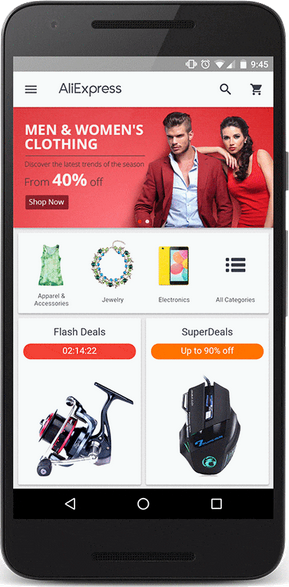 9:45
AliExpress
MEN & WOMEN'S
CLOTHING
Discover the latest trends of the season
From 40% off
Shop Now
Apparel &
Accessories
Jewelry
Electronics
All Categories
Flash Deals
02:14:22
SuperDeals
Up to 90% off